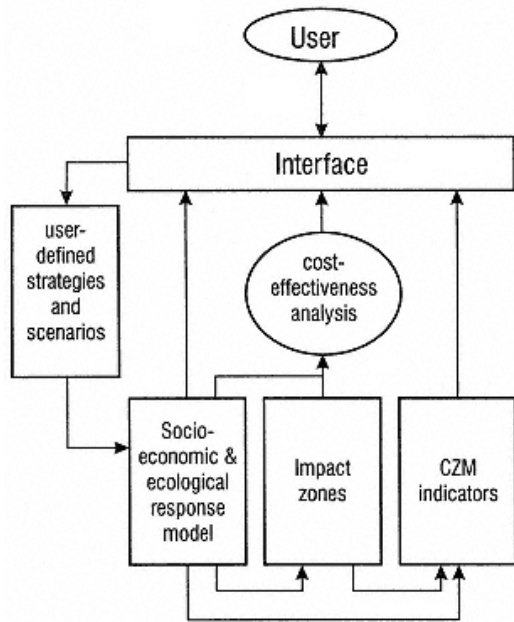 User
Interface
user-
defined
strategies
and
scenarios
cost-
effectiveness
analysis
Socio-
economic &
ecological
response
model
Impact
zones
CZM
indicators